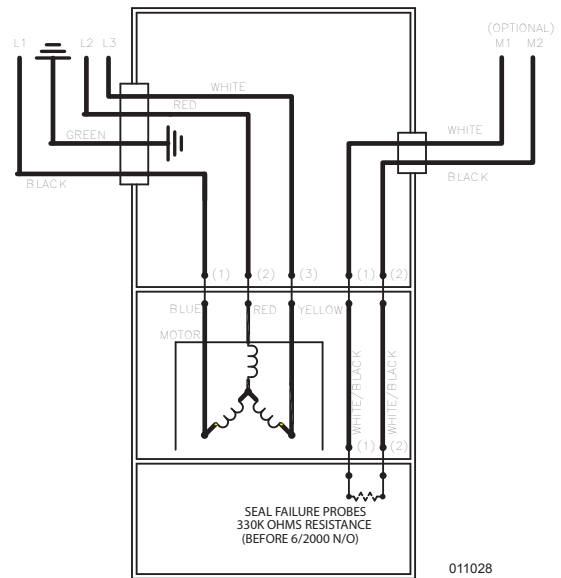 (OPTIONAL)
L1 L2 L3 M1 M2
WHITE
RED
GREEN
WHITE
BLACK
BLACK
(1) (2) (3) (1) (2)
BLUE RED YELLOW
MOTOR
WHITE/BLACK
WHITE/BLACK
(1) (2)
SEAL FAILURE PROBES
330K OHMS RESISTANCE
(BEFORE 6/2000 N/O)
011028